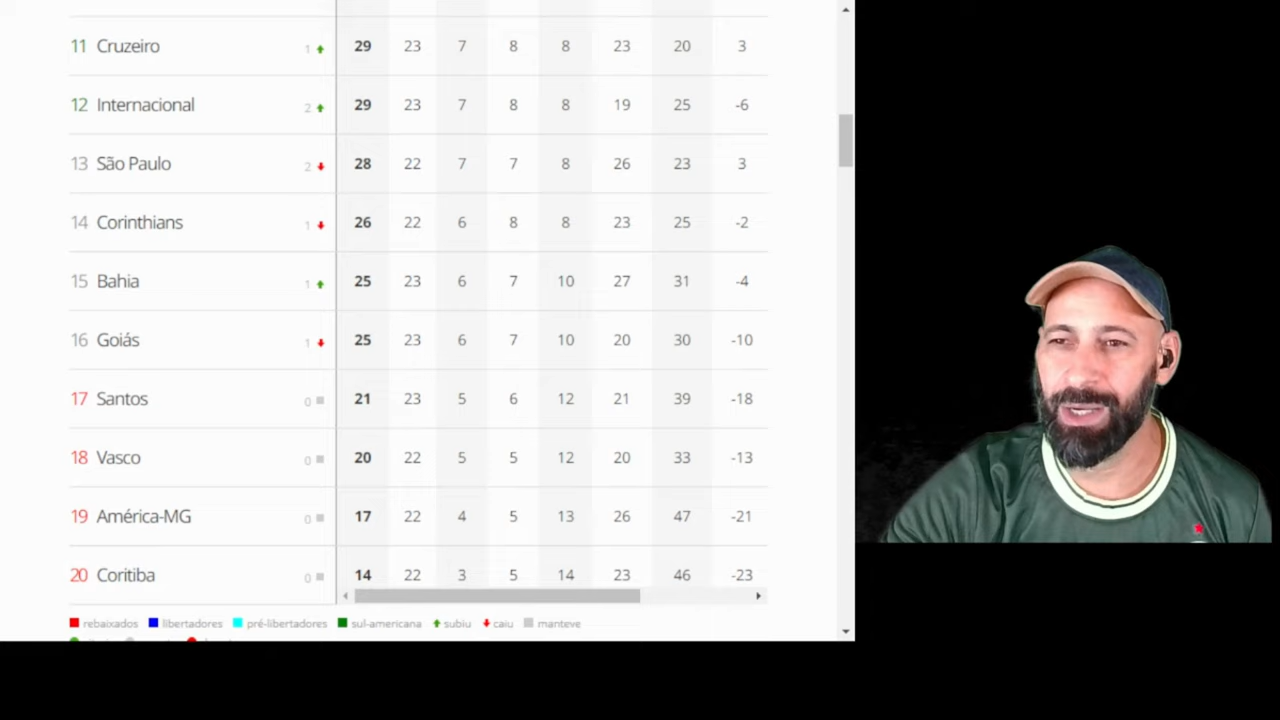 11 Cruzeiro 1 29 23 7 8 8 23 20 3
12 Internacional 2 29 23 7 8 8 19 25 -6
13 São Paulo 2 28 22 7 7 8 26 23 3
14 Corinthians 1 26 22 6 8 8 23 25 -2
15 Bahia 1 25 23 6 7 10 27 31 -4
16 Goiás 1 25 23 6 7 10 20 30 -10
17 Santos 0 21 23 5 6 12 21 39 -18
18 Vasco 0 20 22 5 5 12 20 33 -13
19 América-MG 0 17 22 4 5 13 26 47 -21
20 Coritiba 0 14 22 3 5 14 23 46 -23
rebaixados libertadores pré-libertadores sul-americana subiu caiu manteve